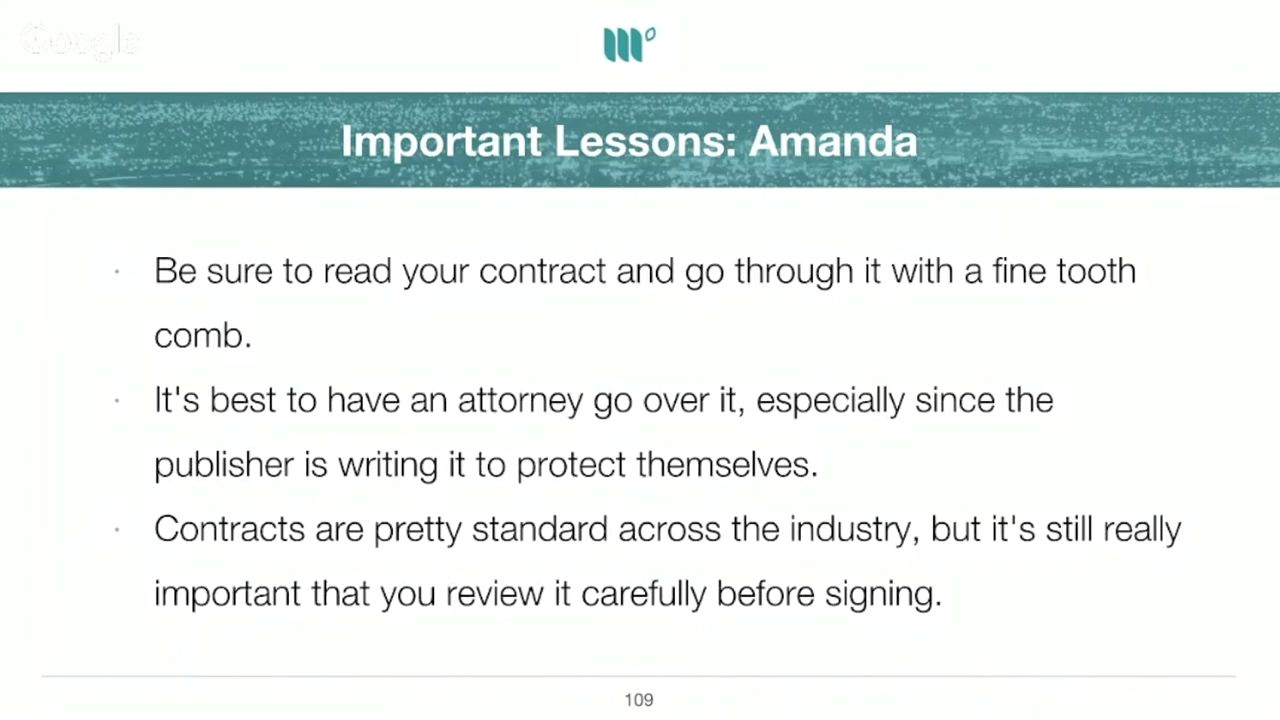 Google
Important Lessons: Amanda
· Be sure to read your contract and go through it with a fine tooth
comb.
· It's best to have an attorney go over it, especially since the
publisher is writing it to protect themselves.
· Contracts are pretty standard across the industry, but it's still really
important that you review it carefully before signing.
109